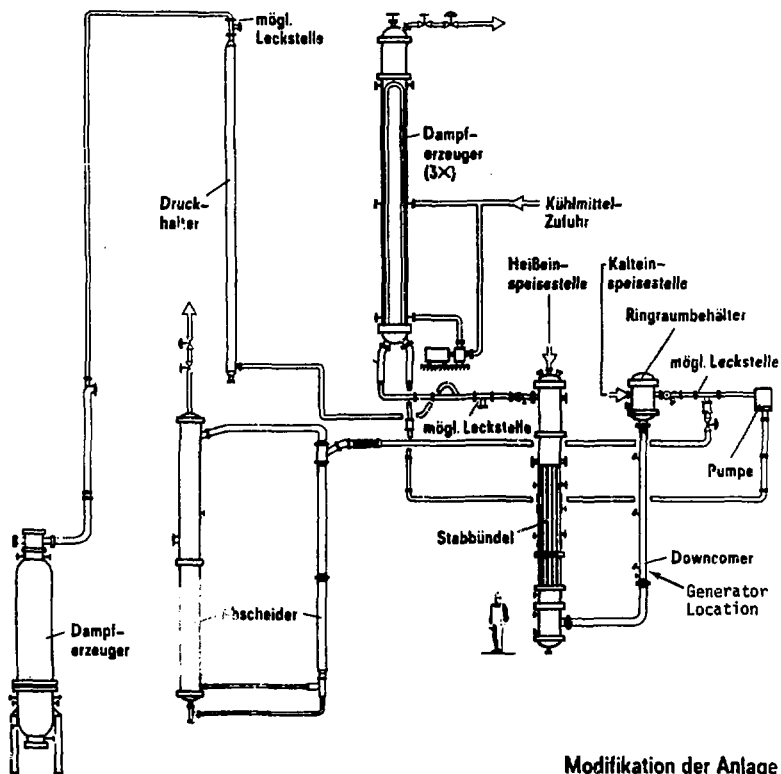 mögl.
Leckstelle
Dampf-
erzeuger
(3X)
Druck-
halter
Kühlmittel-
Zufuhr
Heißein-
speisestelle
Kaltein-
speisestelle
Ringraumbehälter
mögl. Leckstelle
mögl. Leckstelle
Pumpe
Stabbündel
Downcomer
Generator
Location
Abscheider
Dampf-
erzeuger
Modifikation der Anlage